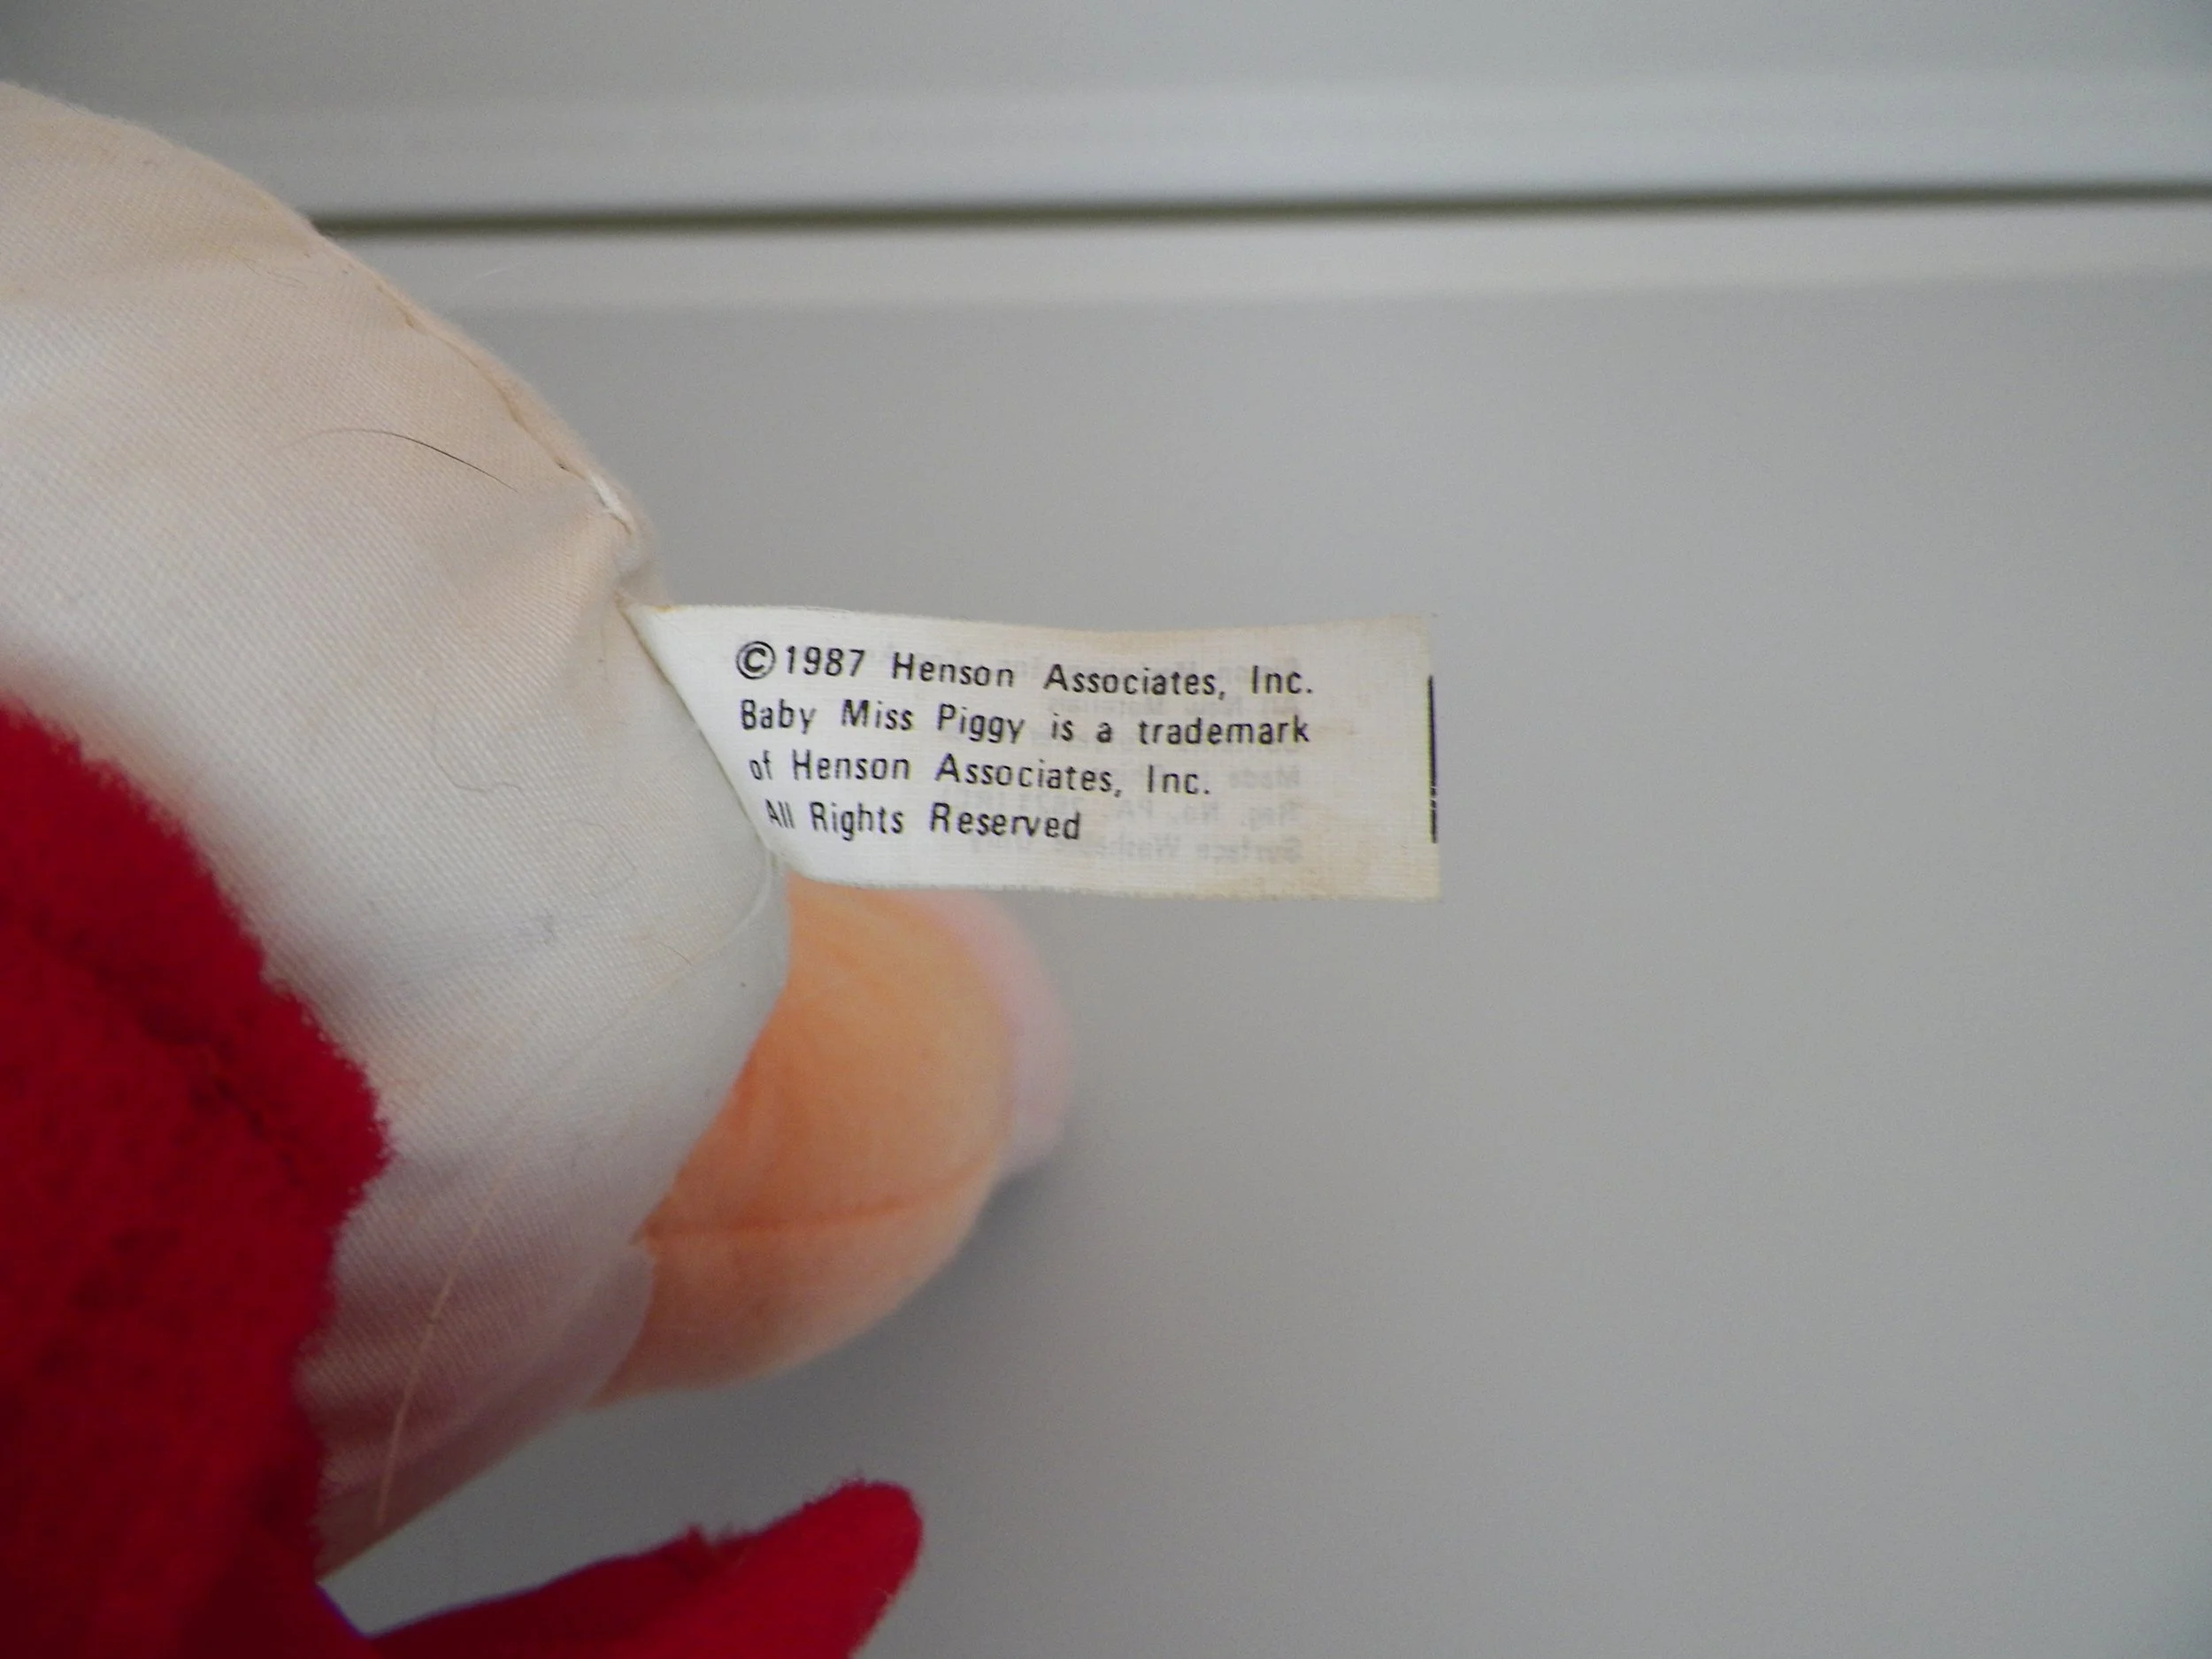 ©1987 Henson Associates, Inc.
Baby Miss Piggy is a trademark
of Henson Associates, Inc.
All Rights Reserved